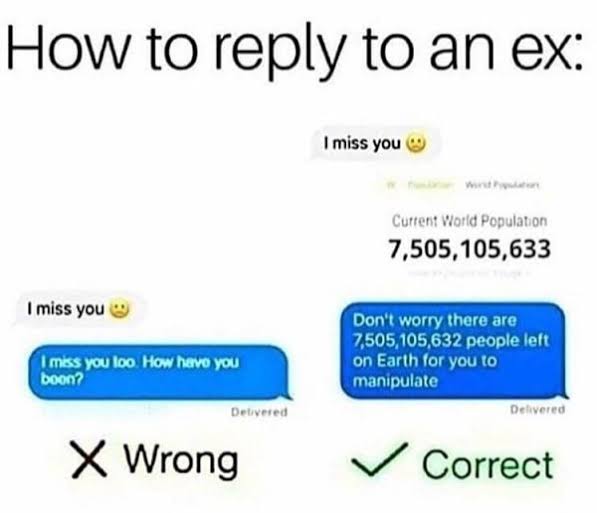 How to reply to an ex:
I miss you 🙁
World Population
Current World Population
7,505,105,633
I miss you 🙁
I miss you too. How have you
been?
Delivered
Don't worry there are
7,505,105,632 people left
on Earth for you to
manipulate
Delivered
❌ Wrong
✓ Correct